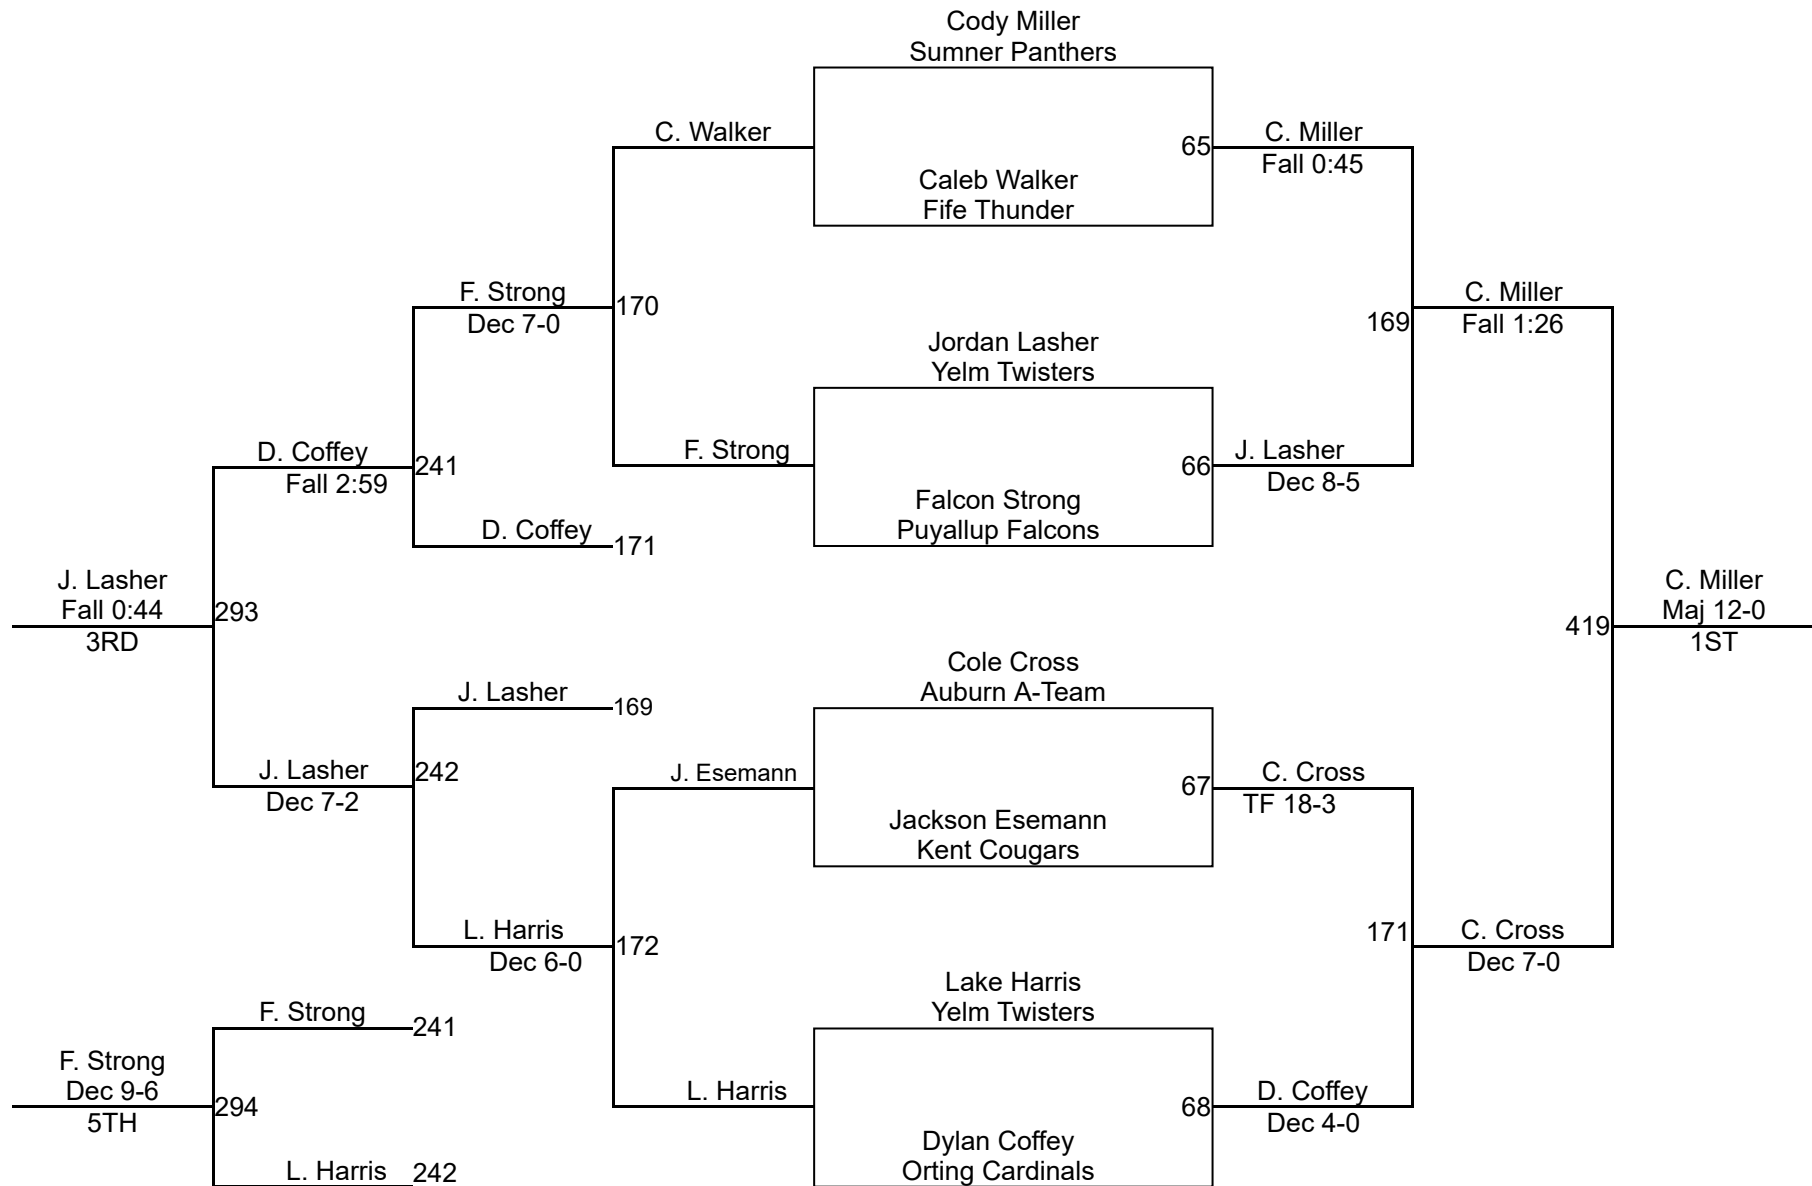 Cody Miller
Sumner Panthers
C. Walker
65
C. Miller
Fall 0:45
Caleb Walker
Fife Thunder
F. Strong
Dec 7-0
170
C. Miller
Fall 1:26
169
Jordan Lasher
Yelm Twisters
D. Coffey
Fall 2:59
241
F. Strong
66
J. Lasher
Dec 8-5
Falcon Strong
Puyallup Falcons
D. Coffey
171
J. Lasher
Fall 0:44
3RD
293
419
C. Miller
Maj 12-0
1ST
Cole Cross
Auburn A-Team
J. Lasher
169
J. Lasher
Dec 7-2
242
J. Esemann
67
C. Cross
TF 18-3
Jackson Esemann
Kent Cougars
L. Harris
Dec 6-0
172
171
C. Cross
Dec 7-0
Lake Harris
Yelm Twisters
F. Strong
241
F. Strong
Dec 9-6
5TH
294
L. Harris
68
D. Coffey
Dec 4-0
Dylan Coffey
Orting Cardinals
L. Harris
242